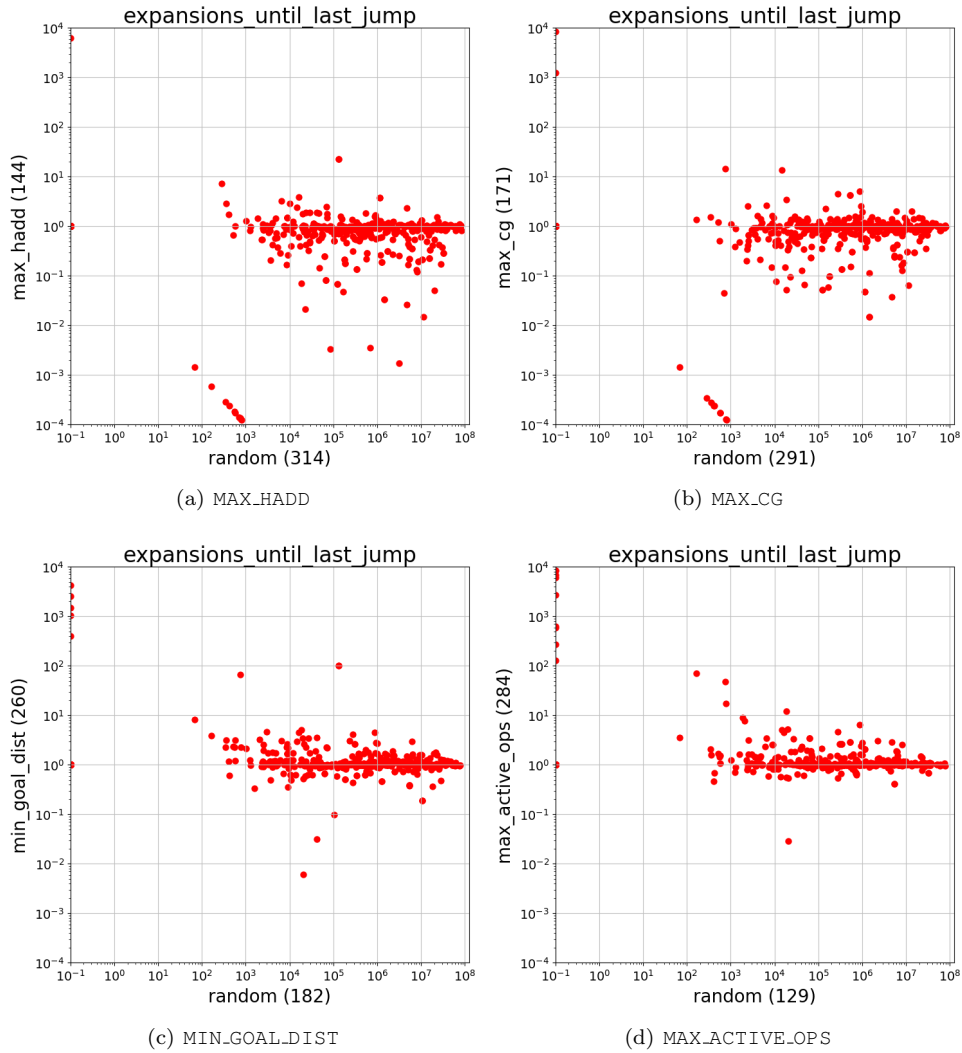 expansions_until_last_jump
max_hadd (144)
10^4
10^3
10^2
10^1
10^0
10^-1
10^-2
10^-3
10^-4
10^-1 10^0 10^1 10^2 10^3 10^4 10^5 10^6 10^7 10^8
random (314)
(a) MAX_HADD
expansions_until_last_jump
max_cg (171)
10^4
10^3
10^2
10^1
10^0
10^-1
10^-2
10^-3
10^-4
10^-1 10^0 10^1 10^2 10^3 10^4 10^5 10^6 10^7 10^8
random (291)
(b) MAX_CG
expansions_until_last_jump
min_goal_dist (260)
10^4
10^3
10^2
10^1
10^0
10^-1
10^-2
10^-3
10^-4
10^-1 10^0 10^1 10^2 10^3 10^4 10^5 10^6 10^7 10^8
random (182)
(c) MIN_GOAL_DIST
expansions_until_last_jump
max_active_ops (284)
10^4
10^3
10^2
10^1
10^0
10^-1
10^-2
10^-3
10^-4
10^-1 10^0 10^1 10^2 10^3 10^4 10^5 10^6 10^7 10^8
random (129)
(d) MAX_ACTIVE_OPS